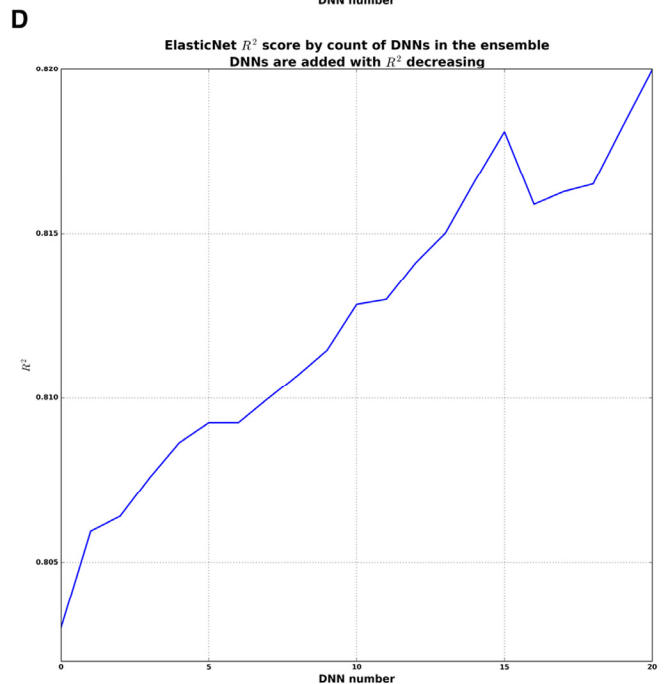 DNN number
D
ElasticNet R² score by count of DNNs in the ensemble
DNNs are added with R² decreasing
0.820
0.815
0.810
0.805
R²
0 5 10 15 20
DNN number